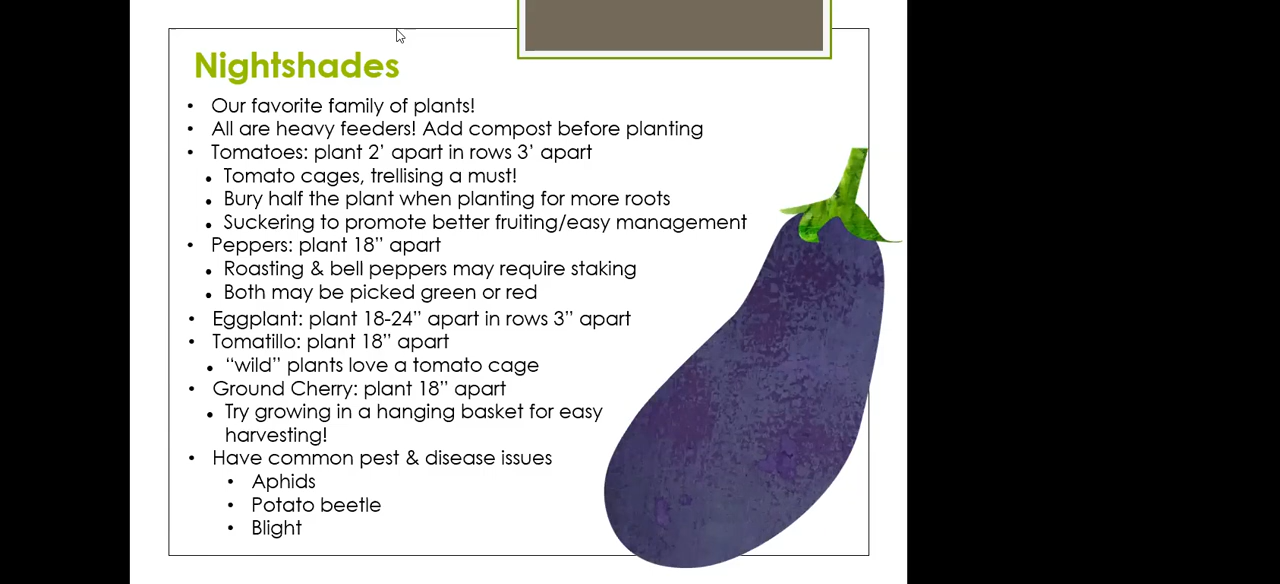 Nightshades
• Our favorite family of plants!
• All are heavy feeders! Add compost before planting
• Tomatoes: plant 2’ apart in rows 3’ apart
• Tomato cages, trellising a must!
• Bury half the plant when planting for more roots
• Suckering to promote better fruiting/easy management
• Peppers: plant 18” apart
• Roasting & bell peppers may require staking
• Both may be picked green or red
• Eggplant: plant 18-24” apart in rows 3” apart
• Tomatillo: plant 18” apart
• “wild” plants love a tomato cage
• Ground Cherry: plant 18” apart
• Try growing in a hanging basket for easy
harvesting!
• Have common pest & disease issues
• Aphids
• Potato beetle
• Blight